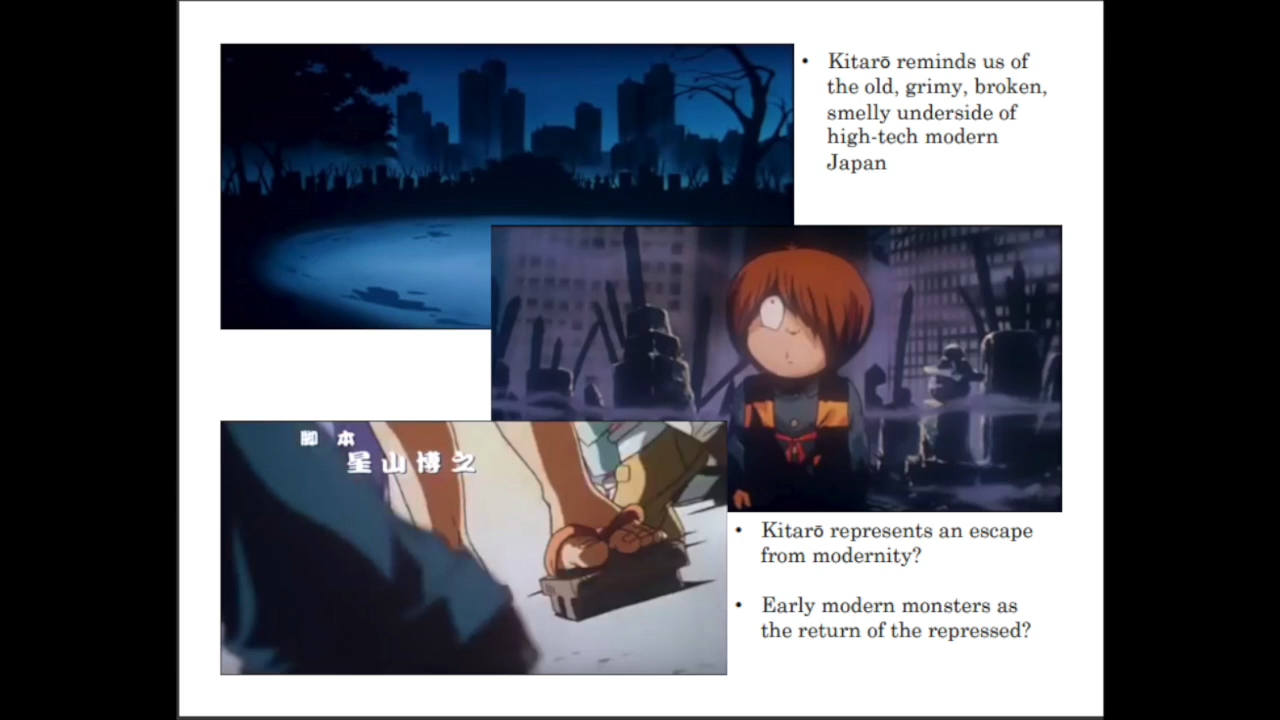 • Kitarō reminds us of
the old, grimy, broken,
smelly underside of
high-tech modern
Japan
脚 本
星山博之
• Kitarō represents an escape
from modernity?
• Early modern monsters as
the return of the repressed?